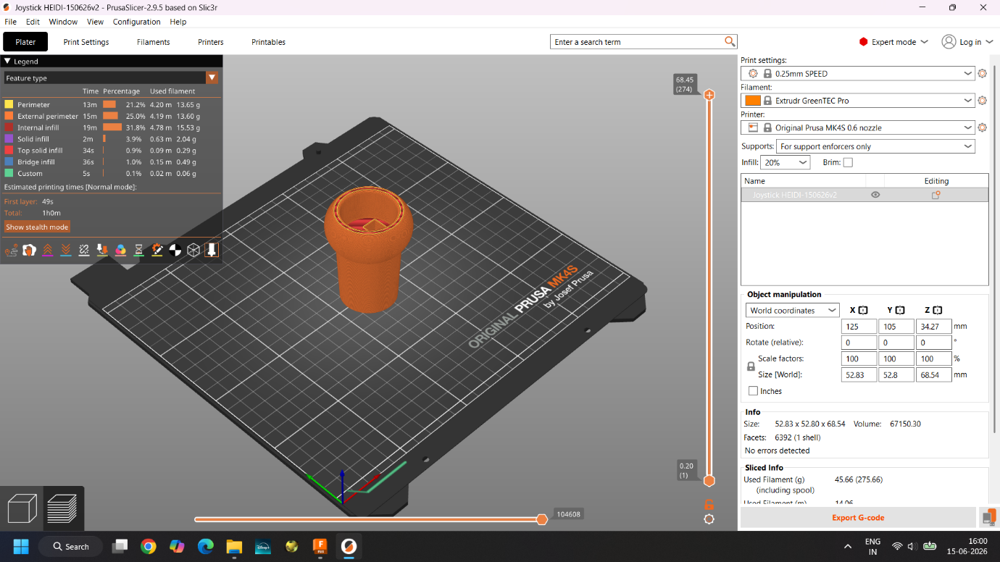 Joystick HEIDI-150626v2 - PrusaSlicer-2.9.5 based on Slic3r
File Edit Window View Configuration Help
Plater Print Settings Filaments Printers Printables
Enter a search term
Expert mode
Log in
Legend
Feature type
Time Percentage Used filament
Perimeter 13m 21.2% 4.20 m 13.65 g
External perimeter 15m 25.0% 4.19 m 13.60 g
Internal infill 19m 31.8% 4.78 m 15.53 g
Solid infill 2m 3.9% 0.63 m 2.04 g
Top solid infill 34s 0.9% 0.09 m 0.29 g
Bridge infill 36s 1.0% 0.15 m 0.49 g
Custom 5s 0.1% 0.02 m 0.06 g
Estimated printing times [Normal mode]:
First layer: 49s
Total: 1h0m
Show stealth mode
68.45
(274)
ORIGINAL PRUSA MK4S
by Josef Prusa
0.20
(1)
104608
Print settings:
0.25mm SPEED
Filament:
Extrudr GreenTEC Pro
Printer:
Original Prusa MK4S 0.6 nozzle
Supports: For support enforcers only
Infill: 20% Brim:
Name Editing
Joystick HEIDI-150626v2
Object manipulation
World coordinates X Y Z
Position: 125 105 34.27 mm
Rotate (relative): 0 0 0 °
Scale factors: 100 100 100 %
Size [World]: 52.83 52.8 68.54 mm
Inches
Info
Size: 52.83 x 52.80 x 68.54 Volume: 67150.30
Facets: 6392 (1 shell)
No errors detected
Sliced Info
Used Filament (g) 45.66 (275.66)
(including spool)
Used Filament (m) 14.06
Export G-code
Search
ENG
IN
16:00
15-06-2026